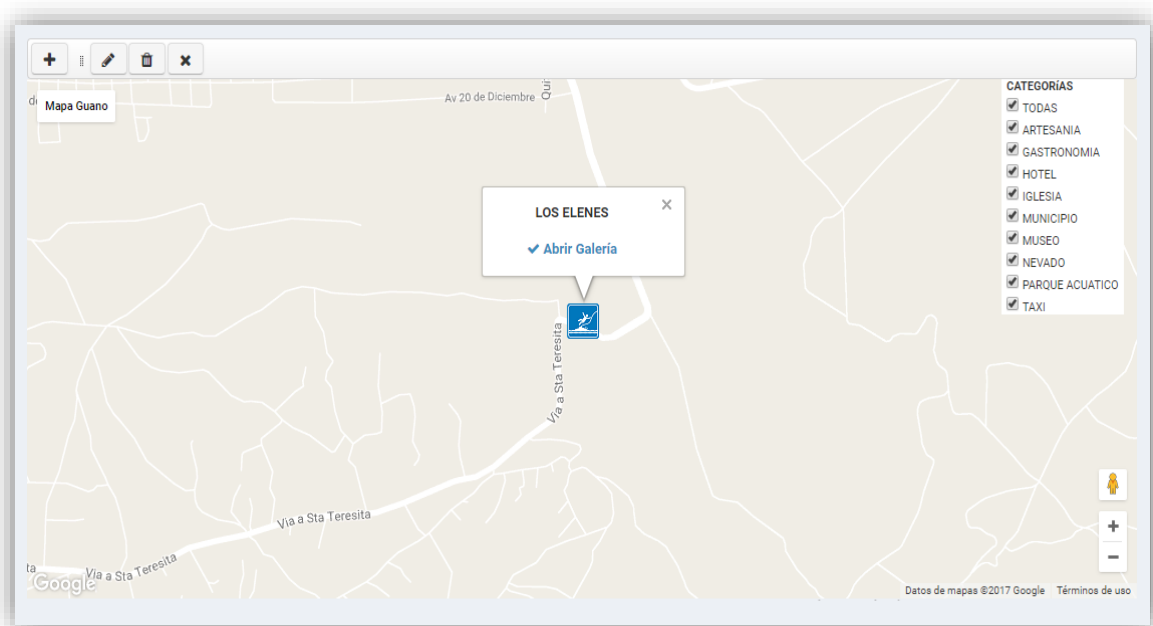 Mapa Guano
Av 20 de Diciembre
Qui
CATEGORÍAS
TODAS
ARTESANIA
GASTRONOMIA
HOTEL
IGLESIA
MUNICIPIO
MUSEO
NEVADO
PARQUE ACUATICO
TAXI
LOS ELENES
Abrir Galería
Via a Sta Teresita
Via a Sta Teresita
Via a Sta Teresita
ta
Google
Datos de mapas ©2017 Google Términos de uso